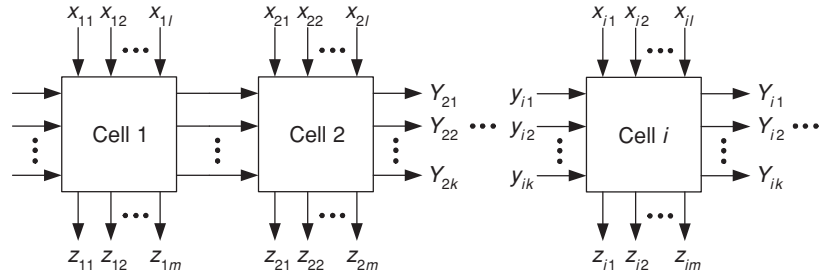 x11 x12 ••• x1l x21 x22 ••• x2l xi1 xi2 ••• xil
Y21 yi1 Yi1
Cell 1 Cell 2 Y22 ••• yi2 Cell i Yi2 •••
Y2k yik Yik
z11 z12 ••• z1m z21 z22 ••• z2m zi1 zi2 ••• zim